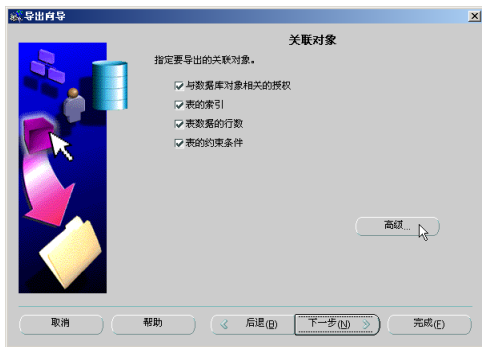 导出向导
关联对象
指定要导出的关联对象。
与数据库对象相关的授权
表的索引
表数据的行数
表的约束条件
高级...
取消 帮助 后退(B) 下一步(N) 完成(F)